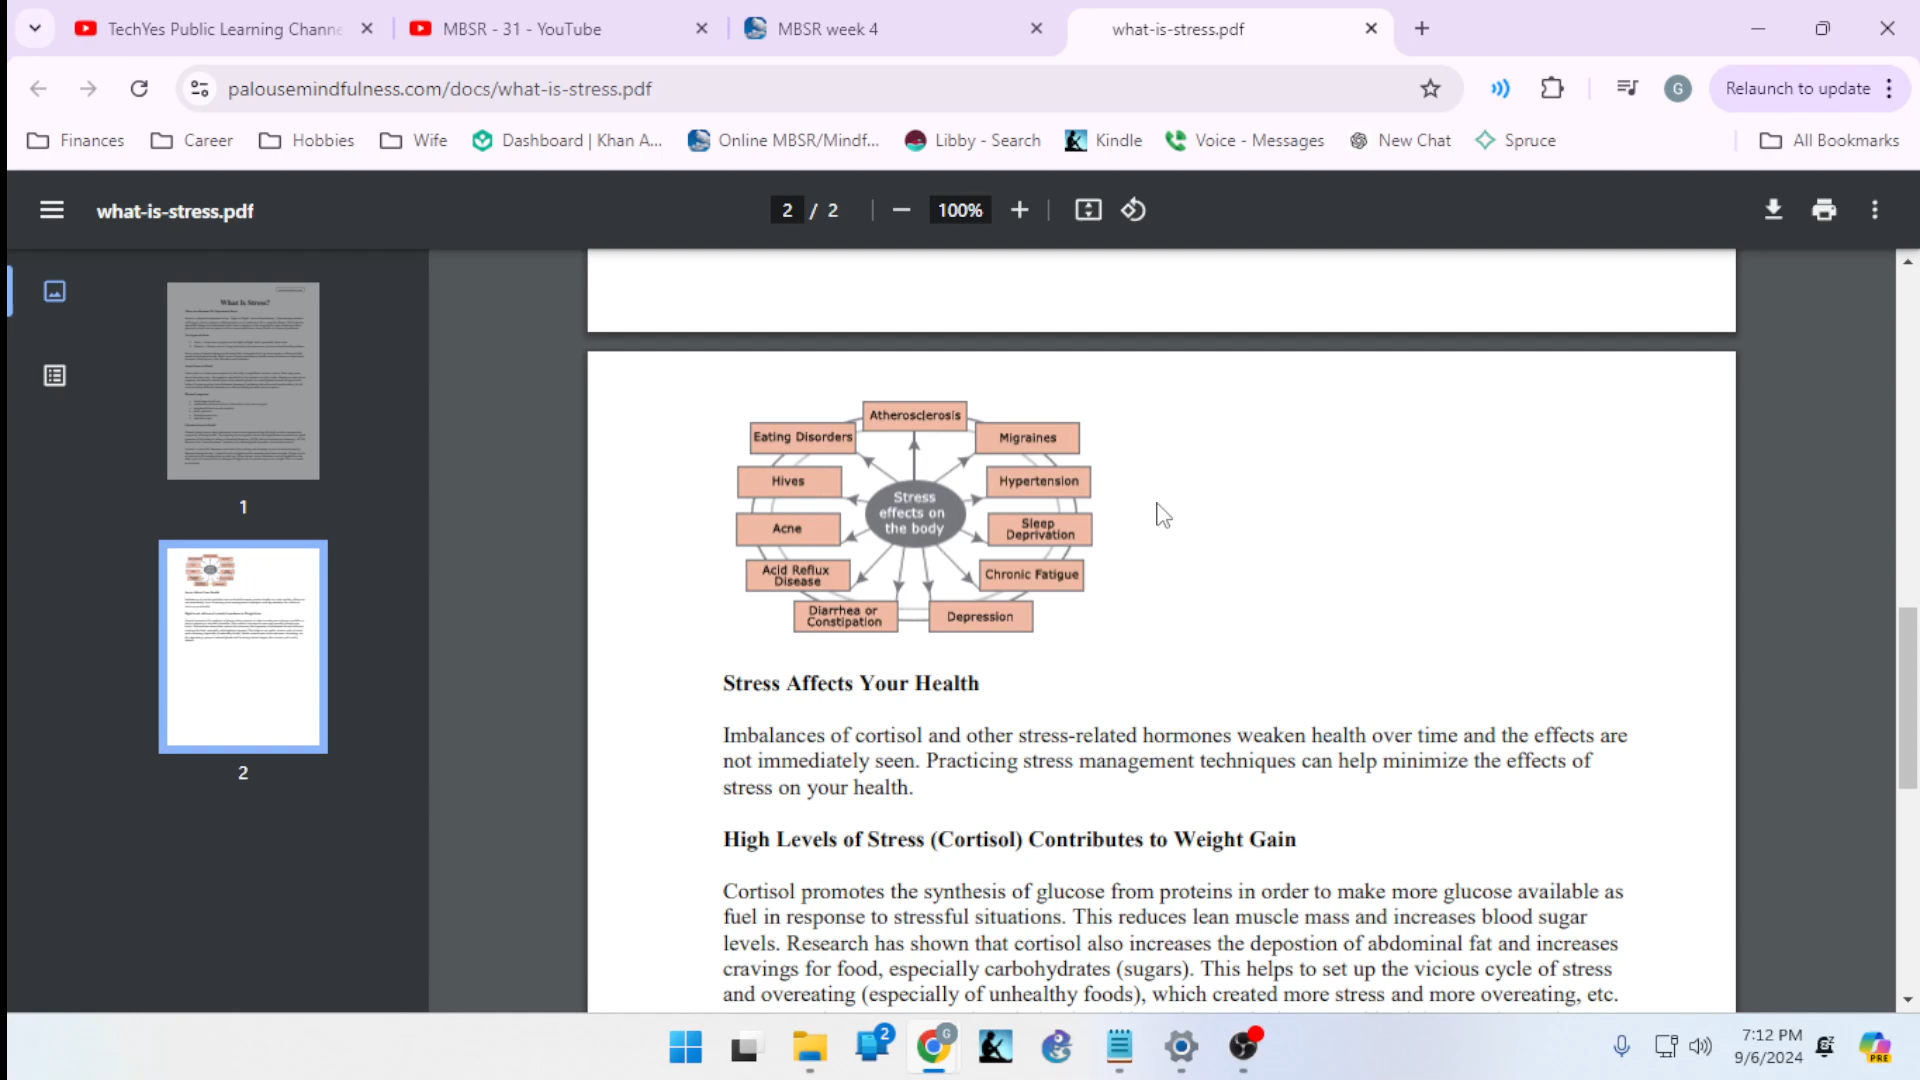 TechYes Public Learning Channe
MBSR - 31 - YouTube
MBSR week 4
what-is-stress.pdf
palousemindfulness.com/docs/what-is-stress.pdf
G
Relaunch to update
Finances
Career
Hobbies
Wife
Dashboard | Khan A...
Online MBSR/Mindf...
Libby - Search
Kindle
Voice - Messages
New Chat
Spruce
All Bookmarks
what-is-stress.pdf
2 / 2
100%
What Is Stress?
1
2
Atherosclerosis
Eating Disorders
Migraines
Hives
Hypertension
Stress
effects on
the body
Acne
Sleep
Deprivation
Acid Reflux
Disease
Chronic Fatigue
Diarrhea or
Constipation
Depression
Stress Affects Your Health
Imbalances of cortisol and other stress-related hormones weaken health over time and the effects are
not immediately seen. Practicing stress management techniques can help minimize the effects of
stress on your health.
High Levels of Stress (Cortisol) Contributes to Weight Gain
Cortisol promotes the synthesis of glucose from proteins in order to make more glucose available as
fuel in response to stressful situations. This reduces lean muscle mass and increases blood sugar
levels. Research has shown that cortisol also increases the depostion of abdominal fat and increases
cravings for food, especially carbohydrates (sugars). This helps to set up the vicious cycle of stress
and overeating (especially of unhealthy foods), which created more stress and more overeating, etc.
2
G
7:12 PM
9/6/2024
PRE